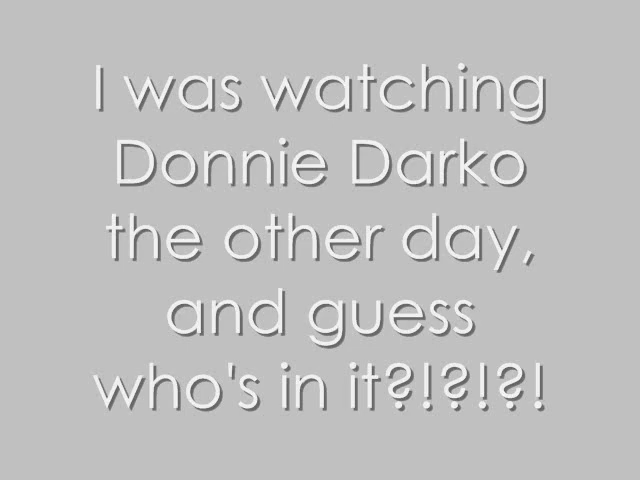 I was watching
Donnie Darko
the other day,
and guess
who's in it?!?!?!